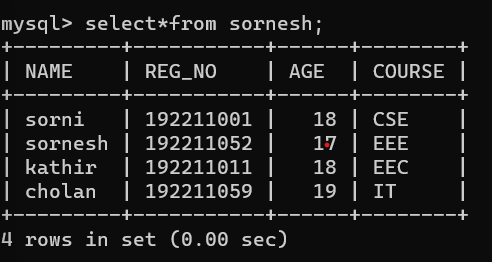 mysql> select*from sornesh;
+---------+-----------+------+--------+
| NAME    | REG_NO    | AGE  | COURSE |
+---------+-----------+------+--------+
| sorni   | 192211001 |   18 | CSE    |
| sornesh | 192211052 |   17 | EEE    |
| kathir  | 192211011 |   18 | EEC    |
| cholan  | 192211059 |   19 | IT     |
+---------+-----------+------+--------+
4 rows in set (0.00 sec)